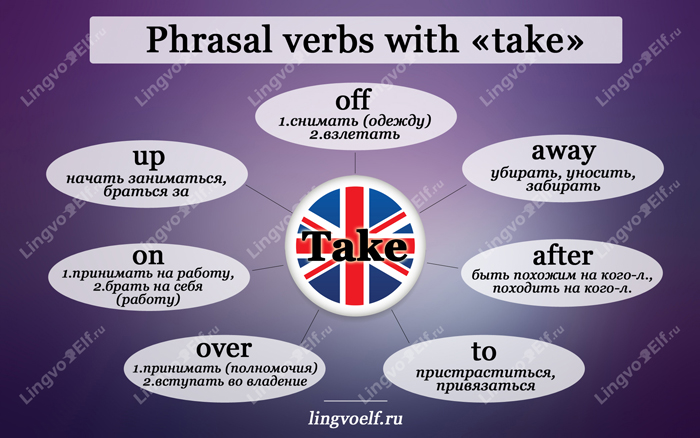 Phrasal verbs with «take»
off
1.снимать (одежду)
2.взлетать
up
начать заниматься,
браться за
away
убирать, уносить,
забирать
Take
on
1.принимать на работу,
2.брать на себя
(работу)
after
быть похожим на кого-л.,
походить на кого-л.
over
1.принимать (полномочия)
2.вступать во владение
to
пристраститься,
привязаться
lingvoelf.ru
LingvoElf.ru